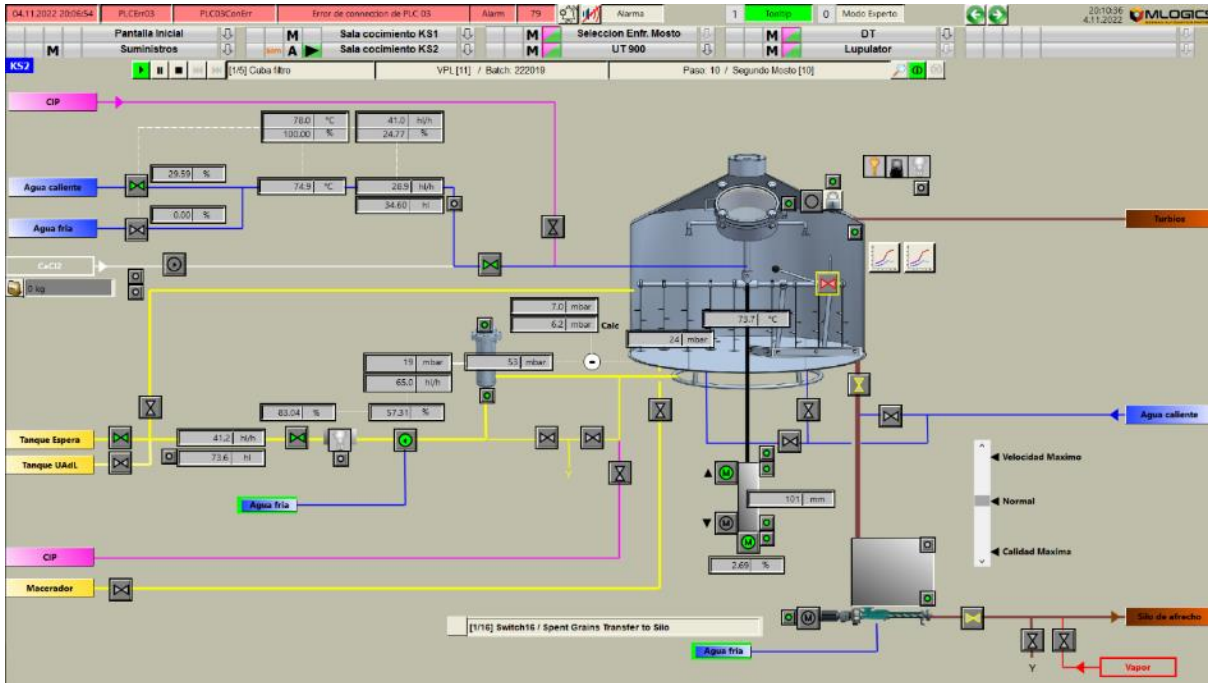 04.11.2022 20:06:54 PLCErr03 PLC03ConErr Error de conneccion de PLC 03 Alarm 79 Alarma 1 Tooltip 0 Modo Experto 20:10:36 4.11.2022 MLOGICS
Pantalla Inicial M Sala cocimiento KS1 M Seleccion Enfr. Mosto M DT
M Suministros A Sala cocimiento KS2 M UT 900 M Lupulator
KS2 [1/5] Cuba filtro VPL [11] / Batch: 222019 Paso: 10 / Segundo Mosto [10]
CIP
78.0 °C 41.0 hl/h
100.00 % 24.77 %
29.59 %
Agua caliente 74.9 °C 28.9 hl/h
0.00 % 34.60 hl
Agua fria
Turbios
CaCl2
0 kg
7.0 mbar
6.2 mbar Calc
73.7 °C
24 mbar
19 mbar 53 mbar
65.0 hl/h
83.04 % 57.31 %
Agua caliente
Tanque Espera 41.2 hl/h
Tanque UAdL 73.6 hl
Y
Velocidad Maximo
M
101 mm
Normal
Agua fria
M
M
Calidad Maxima
CIP
2.69 %
Macerador
[1/16] Switch16 / Spent Grains Transfer to Silo
M
Silo de afrecho
Agua fria
Y
Vapor